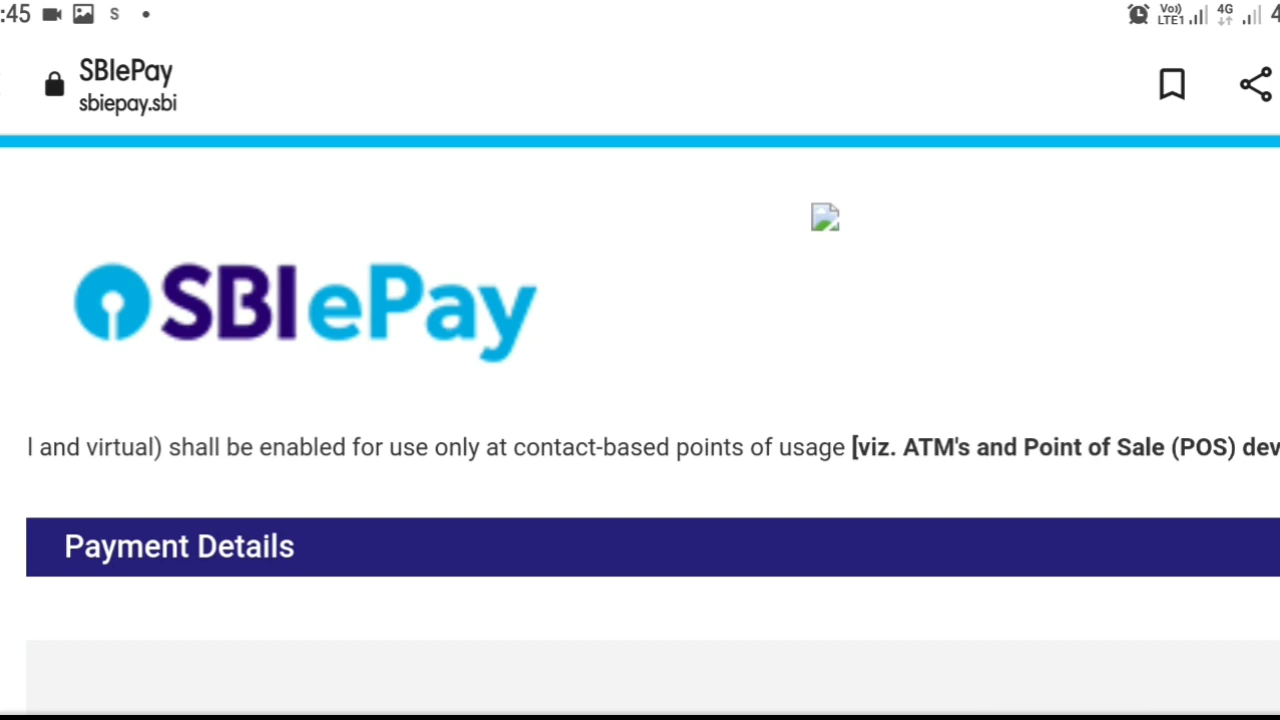 :45 S
Vo)) 4G 4
LTE1
SBIePay
sbiepay.sbi
SBIePay
l and virtual) shall be enabled for use only at contact-based points of usage [viz. ATM's and Point of Sale (POS) dev
Payment Details